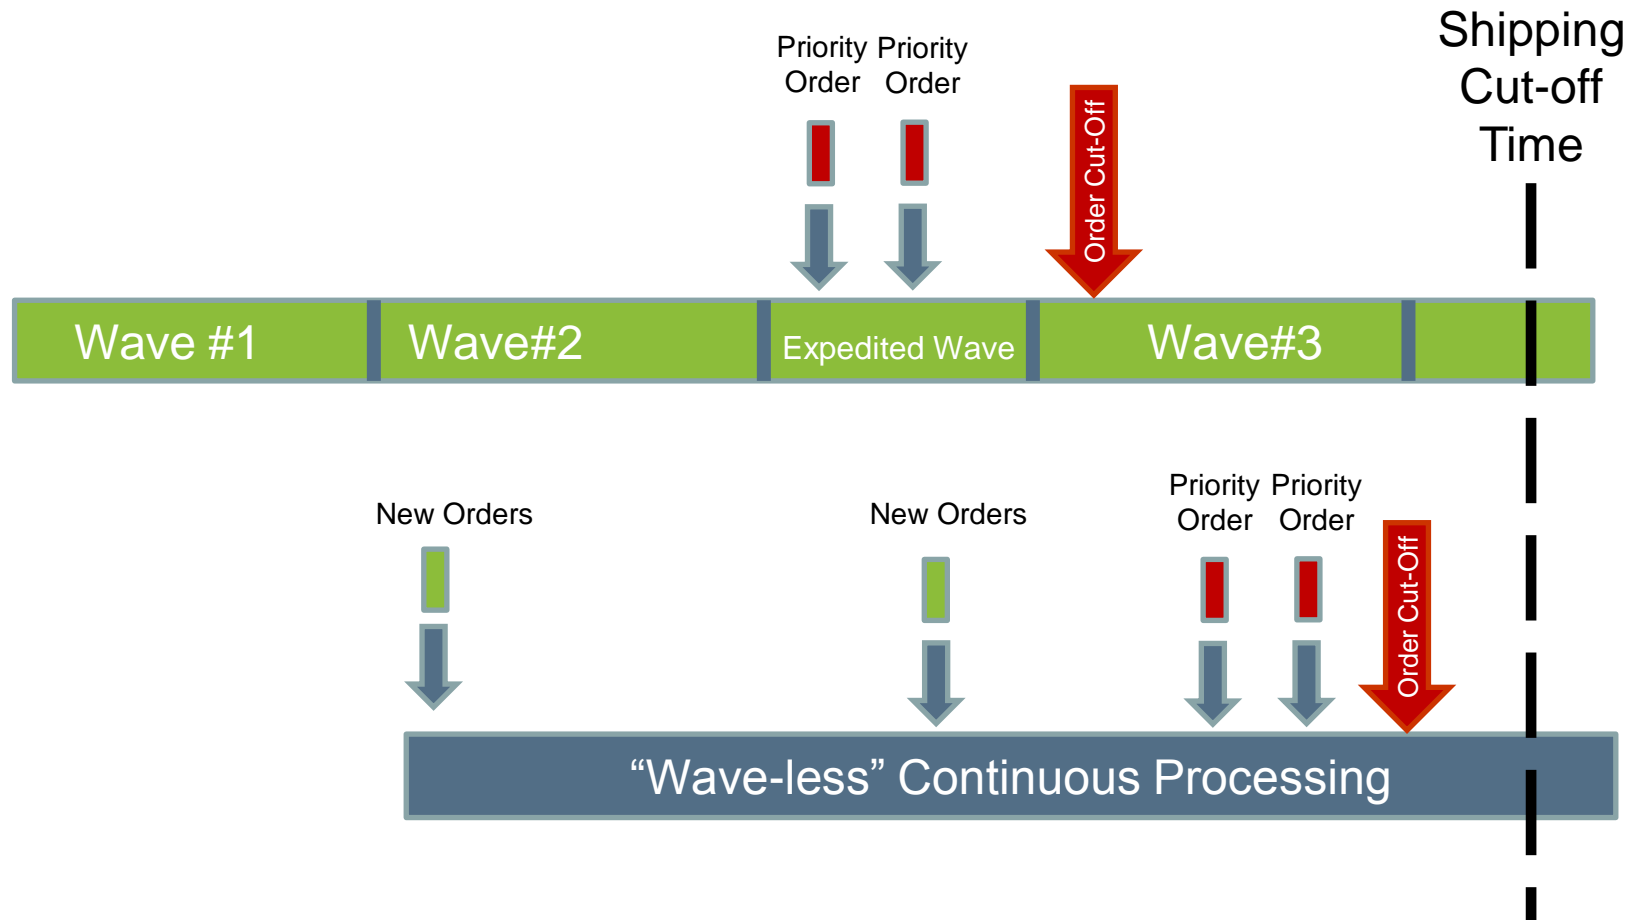 Shipping
Cut-off
Time
Priority
Order
Priority
Order
Order Cut-Off
Wave #1
Wave#2
Expedited Wave
Wave#3
New Orders
New Orders
Priority
Order
Priority
Order
Order Cut-Off
“Wave-less” Continuous Processing